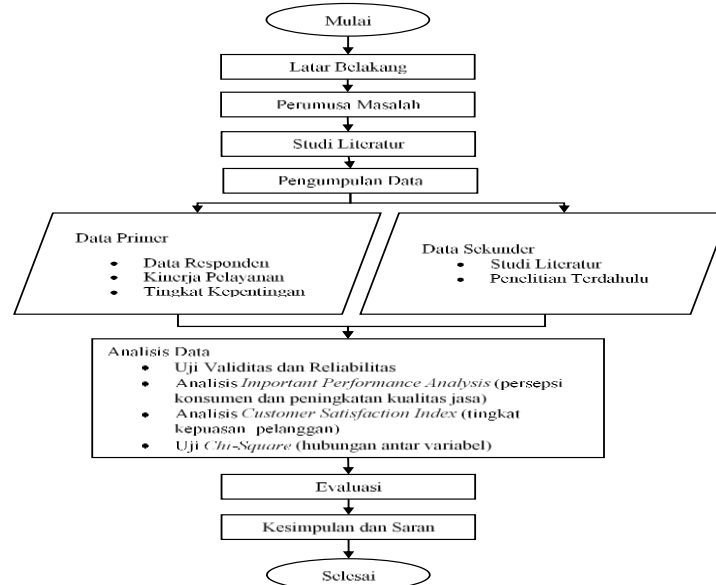 Mulai
Latar Belakang
Perumusa Masalah
Studi Literatur
Pengumpulan Data
Data Primer
• Data Responden
• Kinerja Pelayanan
• Tingkat Kepentingan
Data Sekunder
• Studi Literatur
• Penelitian Terdahulu
Analisis Data
• Uji Validitas dan Reliabilitas
• Analisis Important Performance Analysis (persepsi
konsumen dan peningkatan kualitas jasa)
• Analisis Customer Satisfaction Index (tingkat
kepuasan pelanggan)
• Uji Chi-Square (hubungan antar variabel)
Evaluasi
Kesimpulan dan Saran
Selesai